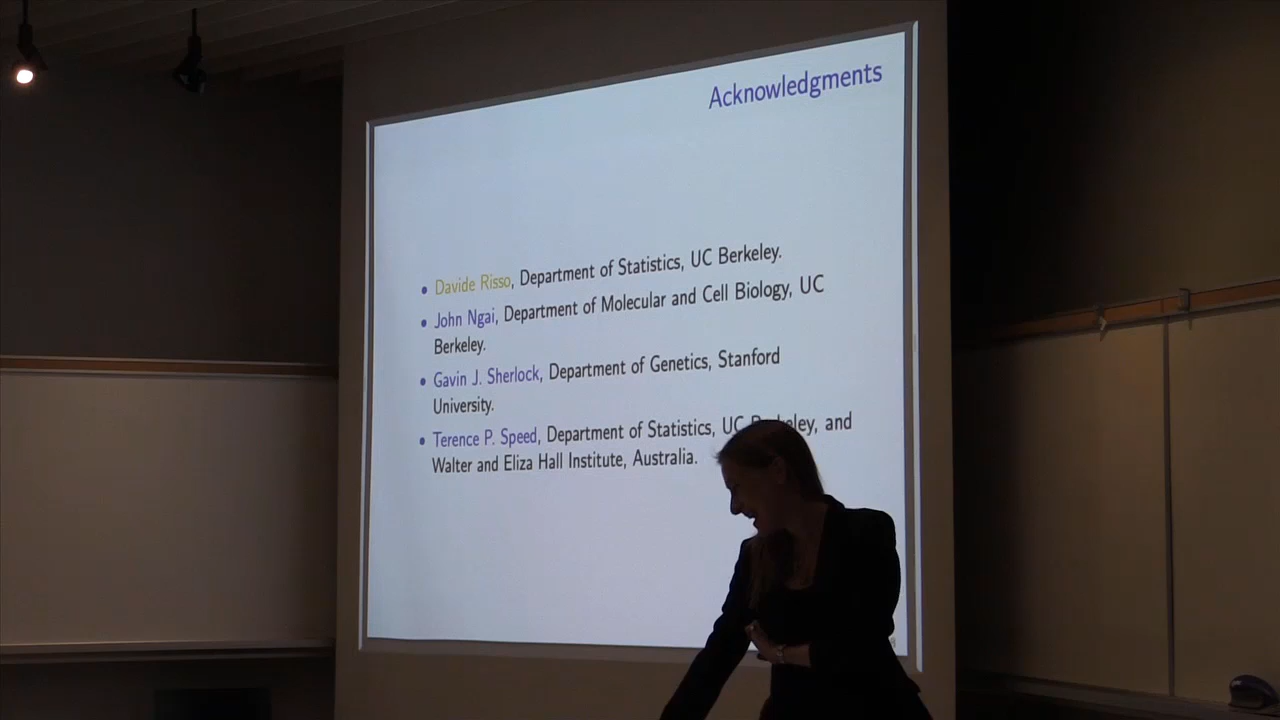 Acknowledgments
• Davide Risso, Department of Statistics, UC Berkeley.
• John Ngai, Department of Molecular and Cell Biology, UC
Berkeley.
• Gavin J. Sherlock, Department of Genetics, Stanford
University.
• Terence P. Speed, Department of Statistics, UC Berkeley, and
Walter and Eliza Hall Institute, Australia.